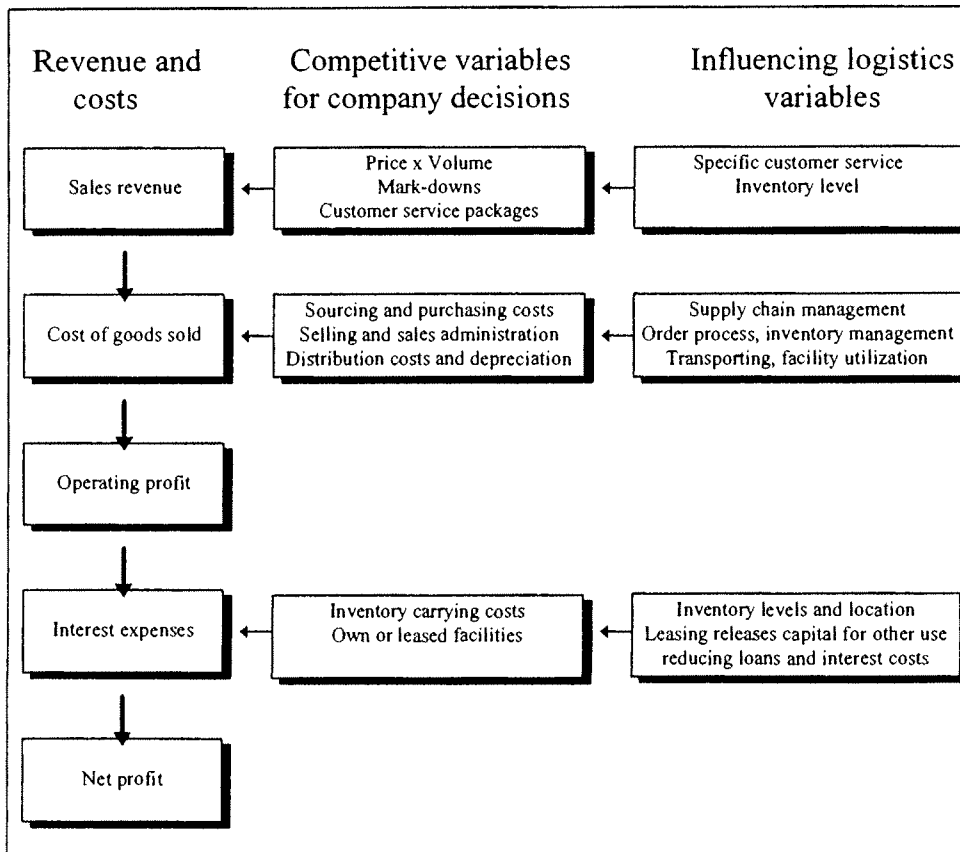 Revenue and
costs
Competitive variables
for company decisions
Influencing logistics
variables
Sales revenue
Price x Volume
Mark-downs
Customer service packages
Specific customer service
Inventory level
Cost of goods sold
Sourcing and purchasing costs
Selling and sales administration
Distribution costs and depreciation
Supply chain management
Order process, inventory management
Transporting, facility utilization
Operating profit
Interest expenses
Inventory carrying costs
Own or leased facilities
Inventory levels and location
Leasing releases capital for other use
reducing loans and interest costs
Net profit